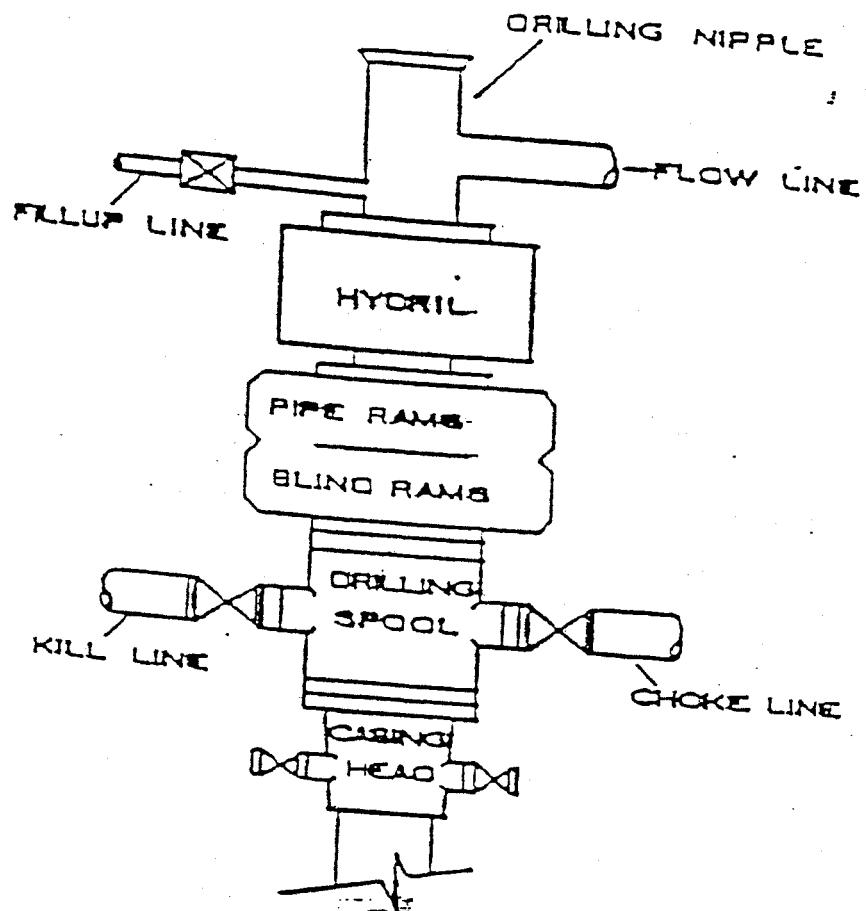 DRILLING NIPPLE
FLOW LINE
FILLUP LINE
HYDRIL
PIPE RAMS
BLIND RAMS
DRILLING
SPOOL
KILL LINE
CHOKE LINE
CASING
HEAD